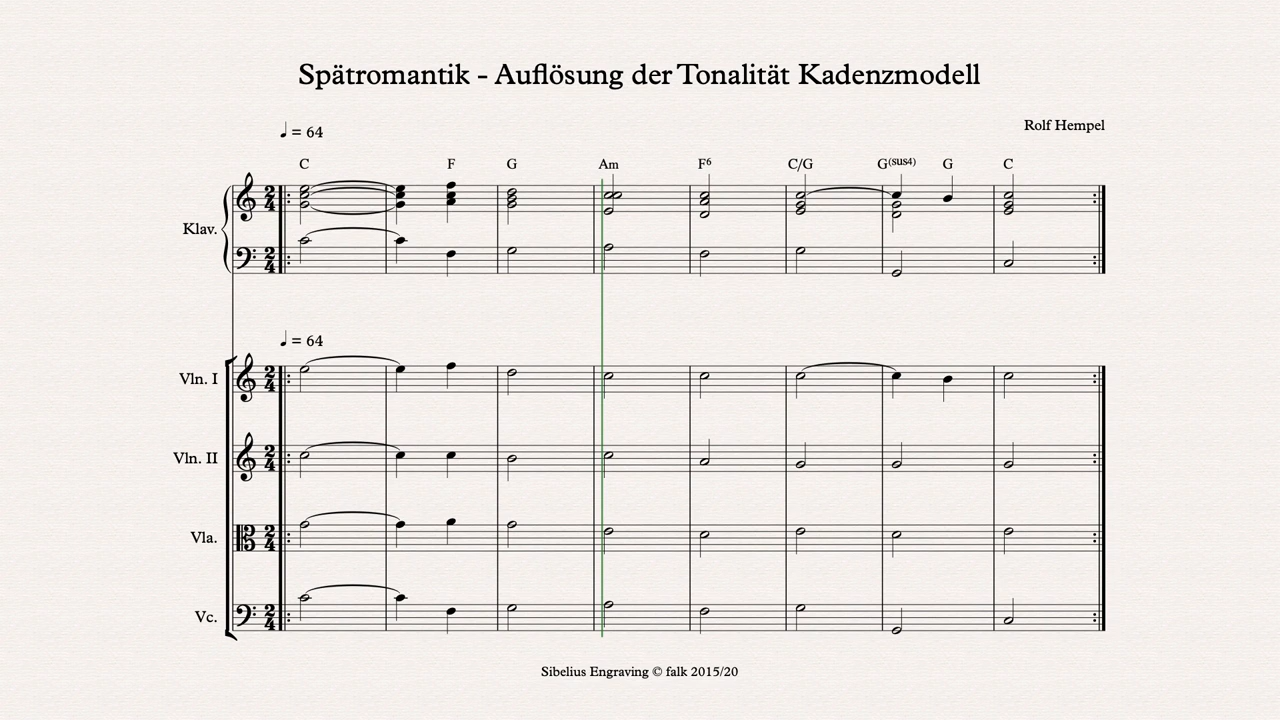 Spätromantik - Auflösung der Tonalität Kadenzmodell
Rolf Hempel
♩ = 64
C F G Am F6 C/G G(sus4) G C
Klav.
♩ = 64
Vln. I
Vln. II
Vla.
Vc.
Sibelius Engraving © falk 2015/20